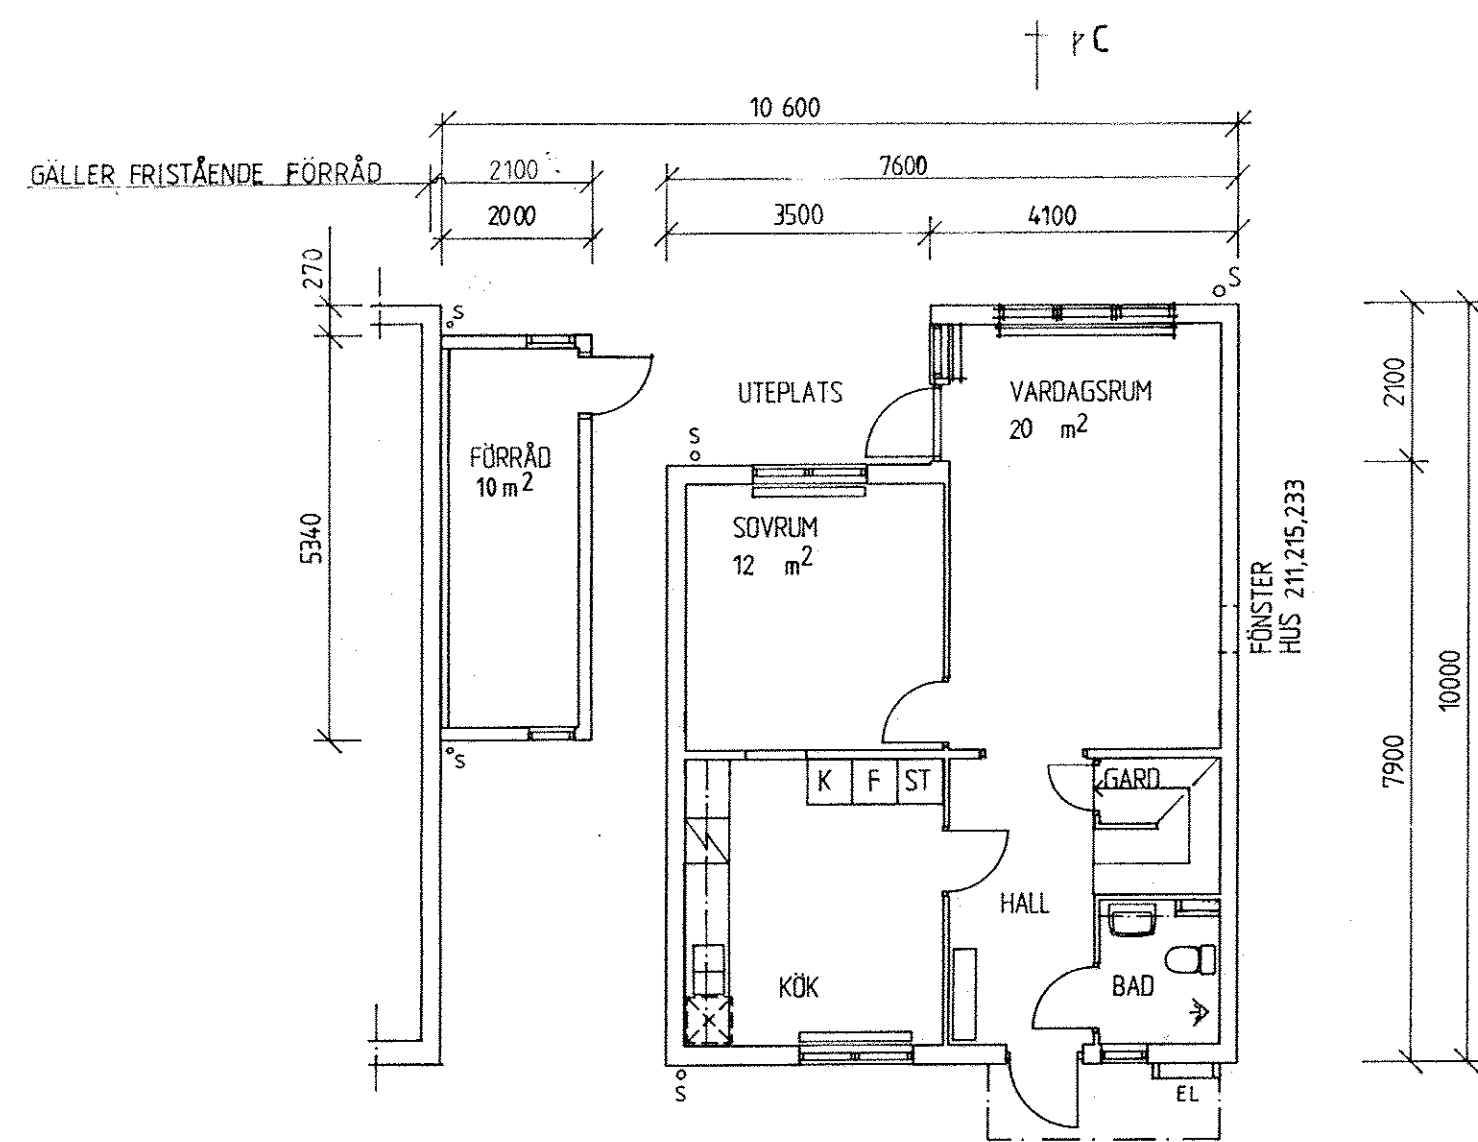 C
10 600
GÄLLER FRISTÅENDE FÖRRÅD
2100
7600
2000
3500
4100
270
S
S
UTEPLATS
VARDAGSRUM
20 m²
2100
S
FÖRRÅD
10 m²
SOVRUM
12 m²
5340
FÖNSTER
HUS 211,215,233
10000
7900
S
K
F
ST
GARD
HALL
KÖK
BAD
S
EL